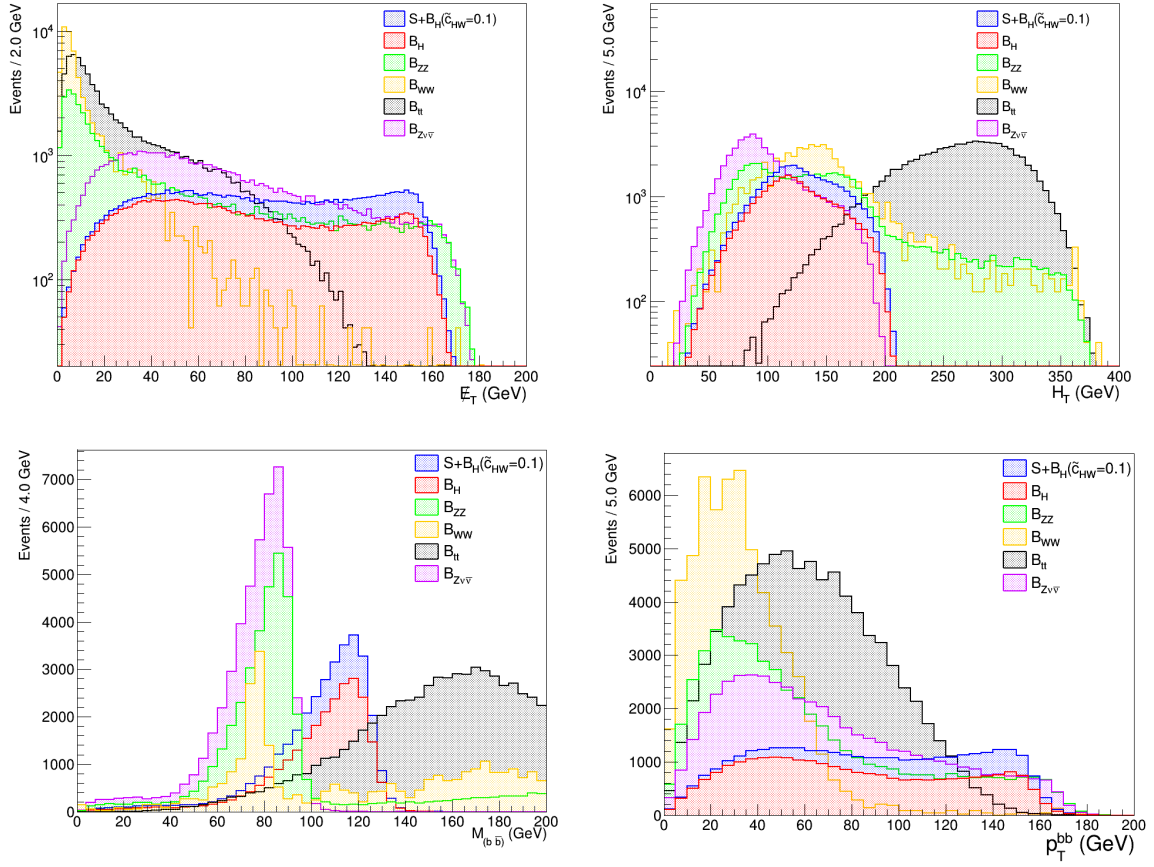 Events / 2.0 GeV
10⁴
10³
10²
S+B_H(c̃_HW=0.1)
B_H
B_ZZ
B_WW
B_tt
B_Zνν̅
0 20 40 60 80 100 120 140 160 180 200
E̸_T (GeV)
Events / 5.0 GeV
10⁴
10³
10²
S+B_H(c̃_HW=0.1)
B_H
B_ZZ
B_WW
B_tt
B_Zνν̅
0 50 100 150 200 250 300 350 400
H_T (GeV)
Events / 4.0 GeV
7000
6000
5000
4000
3000
2000
1000
0
S+B_H(c̃_HW=0.1)
B_H
B_ZZ
B_WW
B_tt
B_Zνν̅
0 20 40 60 80 100 120 140 160 180 200
M_(b b̅) (GeV)
Events / 5.0 GeV
6000
5000
4000
3000
2000
1000
0
S+B_H(c̃_HW=0.1)
B_H
B_ZZ
B_WW
B_tt
B_Zνν̅
0 20 40 60 80 100 120 140 160 180 200
p_T^bb (GeV)